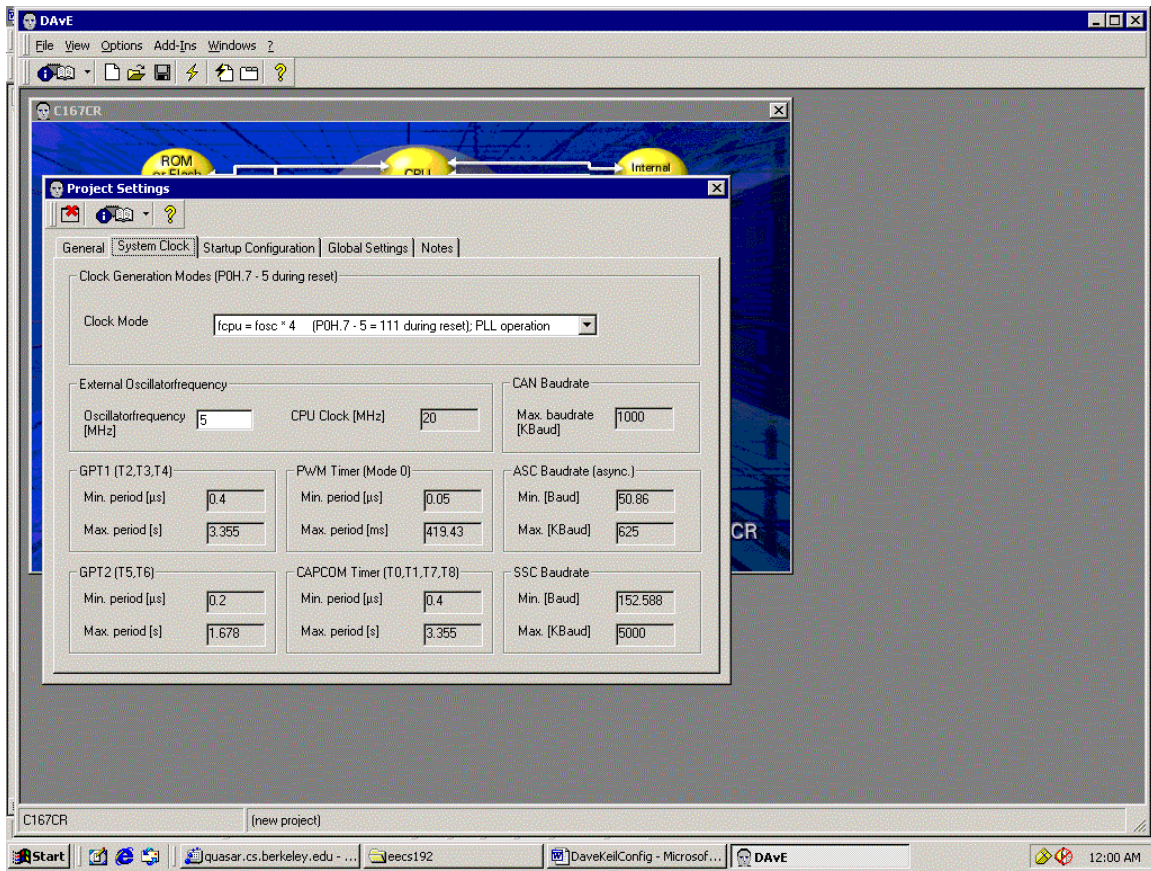 DAvE
File View Options Add-Ins Windows ?
C167CR
ROM
or Flash
CPU
Internal
Project Settings
General System Clock Startup Configuration Global Settings Notes
Clock Generation Modes (P0H.7 - 5 during reset)
Clock Mode fcpu = fosc * 4 (P0H.7 - 5 = 111 during reset); PLL operation
External Oscillatorfrequency
Oscillatorfrequency [MHz] 5 CPU Clock [MHz] 20
CAN Baudrate
Max. baudrate [KBaud] 1000
GPT1 (T2,T3,T4)
Min. period [µs] 0.4
Max. period [s] 3.355
PWM Timer (Mode 0)
Min. period [µs] 0.05
Max. period [ms] 419.43
ASC Baudrate (async.)
Min. [Baud] 50.86
Max. [KBaud] 625
CR
GPT2 (T5,T6)
Min. period [µs] 0.2
Max. period [s] 1.678
CAPCOM Timer (T0,T1,T7,T8)
Min. period [µs] 0.4
Max. period [s] 3.355
SSC Baudrate
Min. [Baud] 152.588
Max. [KBaud] 5000
C167CR (new project)
Start quasar.cs.berkeley.edu - ... eecs192 DaveKeilConfig - Microsof... DAvE 12:00 AM